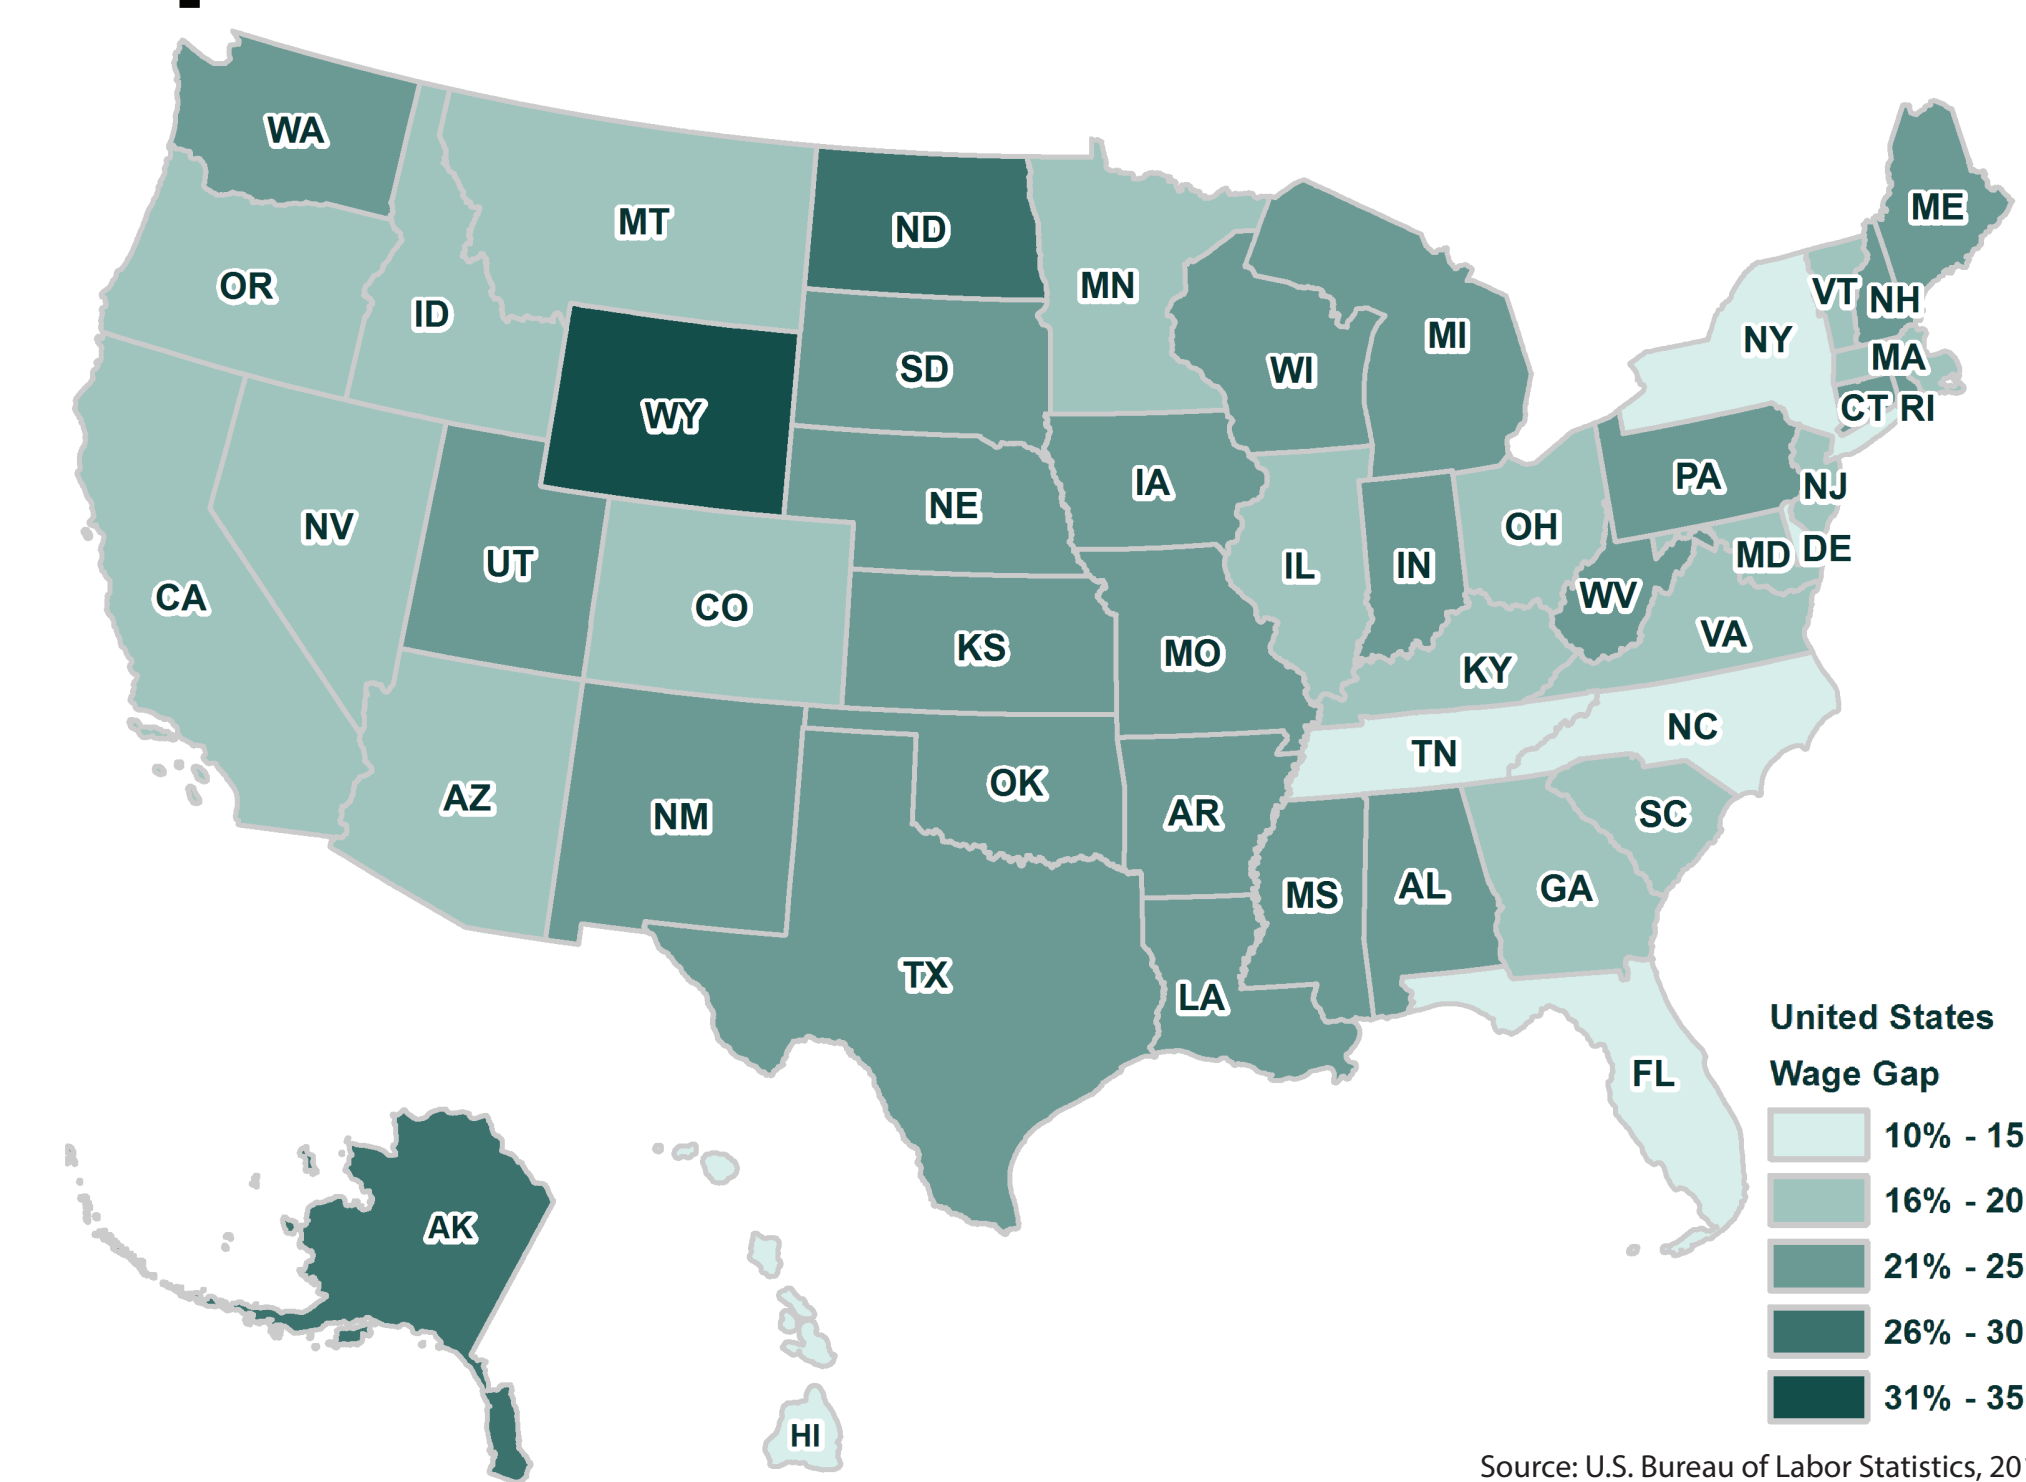 WA
MT
ND
ME
OR
ID
MN
VT
NH
NY
MI
MA
SD
WI
WY
CT
RI
PA
NJ
IA
NE
NV
OH
UT
MD
DE
IL
IN
WV
CA
CO
VA
KS
MO
KY
NC
TN
OK
AZ
NM
AR
SC
MS
AL
GA
TX
LA
United States
FL
Wage Gap
10% - 15
16% - 20
AK
21% - 25
26% - 30
31% - 35
HI
Source: U.S. Bureau of Labor Statistics, 20